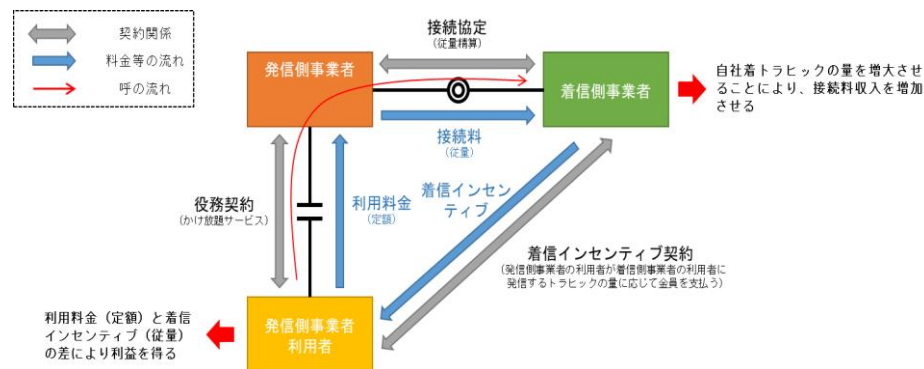 契約関係
料金等の流れ
呼の流れ
接続協定
(従量精算)
発信側事業者
着信側事業者
自社着トラヒックの量を増大させ
ることにより、接続料収入を増加
させる
接続料
(従量)
役務契約
(かけ放題サービス)
利用料金
(定額)
着信インセン
ティブ
着信インセンティブ契約
(発信側事業者の利用者が着信側事業者の利用者に
発信するトラヒックの量に応じて金員を支払う)
利用料金（定額）と着信
インセンティブ（従量）
の差により利益を得る
発信側事業者
利用者